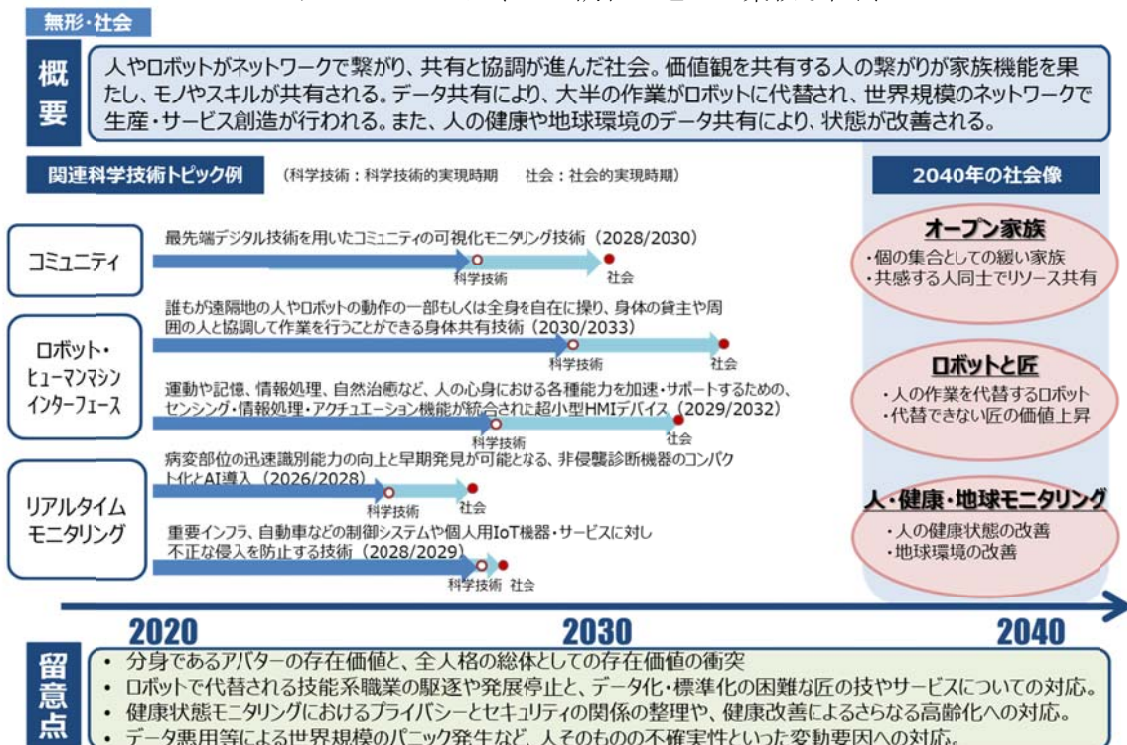 無形・社会
概要
人やロボットがネットワークで繋がり、共有と協調が進んだ社会。価値観を共有する人の繋がりが家族機能を果
たし、モノやスキルが共有される。データ共有により、大半の作業がロボットに代替され、世界規模のネットワークで
生産・サービス創造が行われる。また、人の健康や地球環境のデータ共有により、状態が改善される。
関連科学技術トピック例
(科学技術:科学技術的実現時期 社会:社会的実現時期)
2040年の社会像
コミュニティ
最先端デジタル技術を用いたコミュニティの可視化モニタリング技術(2028/2030)
科学技術
社会
オープン家族
・個の集合としての緩い家族
・共感する人同士でリソース共有
ロボット・
ヒューマンマシン
インターフェース
誰もが遠隔地の人やロボットの動作の一部もしくは全身を自在に操り、身体の貸主や周
囲の人と協調して作業を行うことができる身体共有技術(2030/2033)
科学技術
社会
運動や記憶、情報処理、自然治癒など、人の心身における各種能力を加速・サポートするための、
センシング・情報処理・アクチュエーション機能が統合された超小型HMIデバイス(2029/2032)
科学技術
社会
ロボットと匠
・人の作業を代替するロボット
・代替できない匠の価値上昇
リアルタイム
モニタリング
病変部位の迅速識別能力の向上と早期発見が可能となる、非侵襲診断機器のコンパク
ト化とAI導入(2026/2028)
科学技術
社会
重要インフラ、自動車などの制御システムや個人用IoT機器・サービスに対し
不正な侵入を防止する技術(2028/2029)
科学技術 社会
人・健康・地球モニタリング
・人の健康状態の改善
・地球環境の改善
2020
2030
2040
留意点
• 分身であるアバターの存在価値と、全人格の総体としての存在価値の衝突
• ロボットで代替される技能系職業の駆逐や発展停止と、データ化・標準化の困難な匠の技やサービスについての対応。
• 健康状態モニタリングにおけるプライバシーとセキュリティの関係の整理や、健康改善によるさらなる高齢化への対応。
• データ悪用等による世界規模のパニック発生など、人そのものの不確実性といった変動要因への対応。